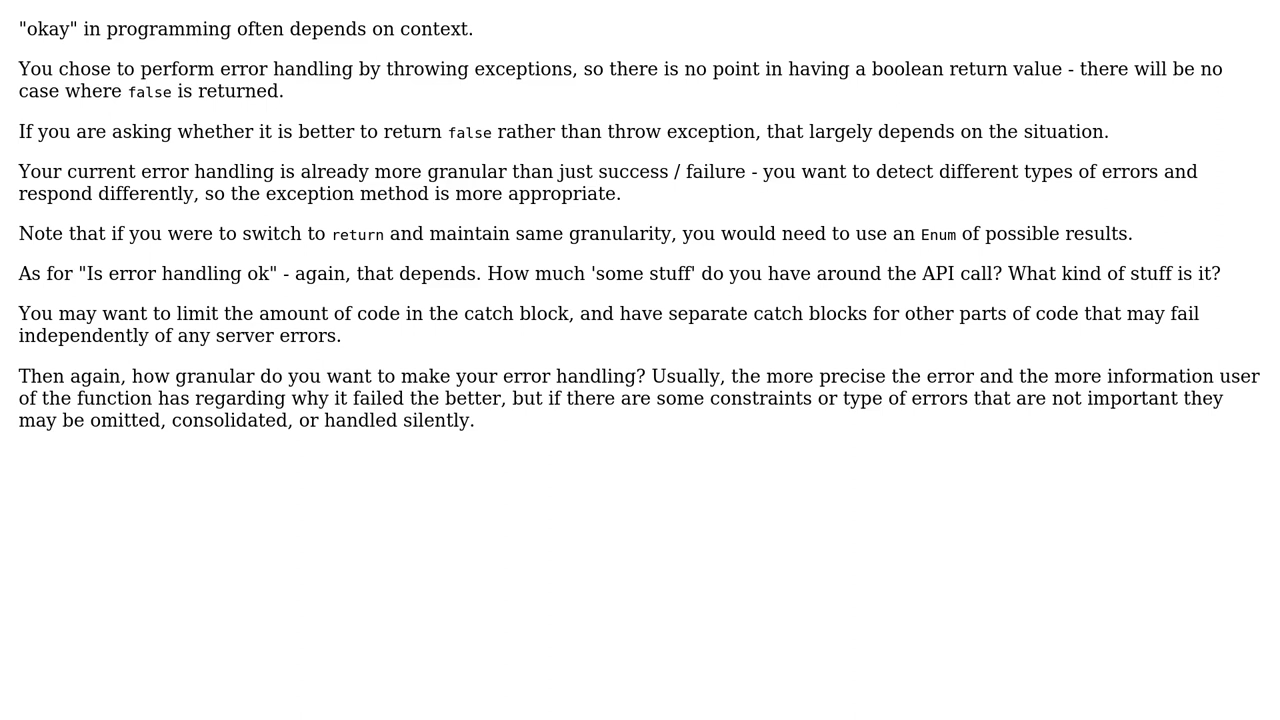 "okay" in programming often depends on context.
You chose to perform error handling by throwing exceptions, so there is no point in having a boolean return value - there will be no
case where false is returned.
If you are asking whether it is better to return false rather than throw exception, that largely depends on the situation.
Your current error handling is already more granular than just success / failure - you want to detect different types of errors and
respond differently, so the exception method is more appropriate.
Note that if you were to switch to return and maintain same granularity, you would need to use an Enum of possible results.
As for "Is error handling ok" - again, that depends. How much 'some stuff' do you have around the API call? What kind of stuff is it?
You may want to limit the amount of code in the catch block, and have separate catch blocks for other parts of code that may fail
independently of any server errors.
Then again, how granular do you want to make your error handling? Usually, the more precise the error and the more information user
of the function has regarding why it failed the better, but if there are some constraints or type of errors that are not important they
may be omitted, consolidated, or handled silently.